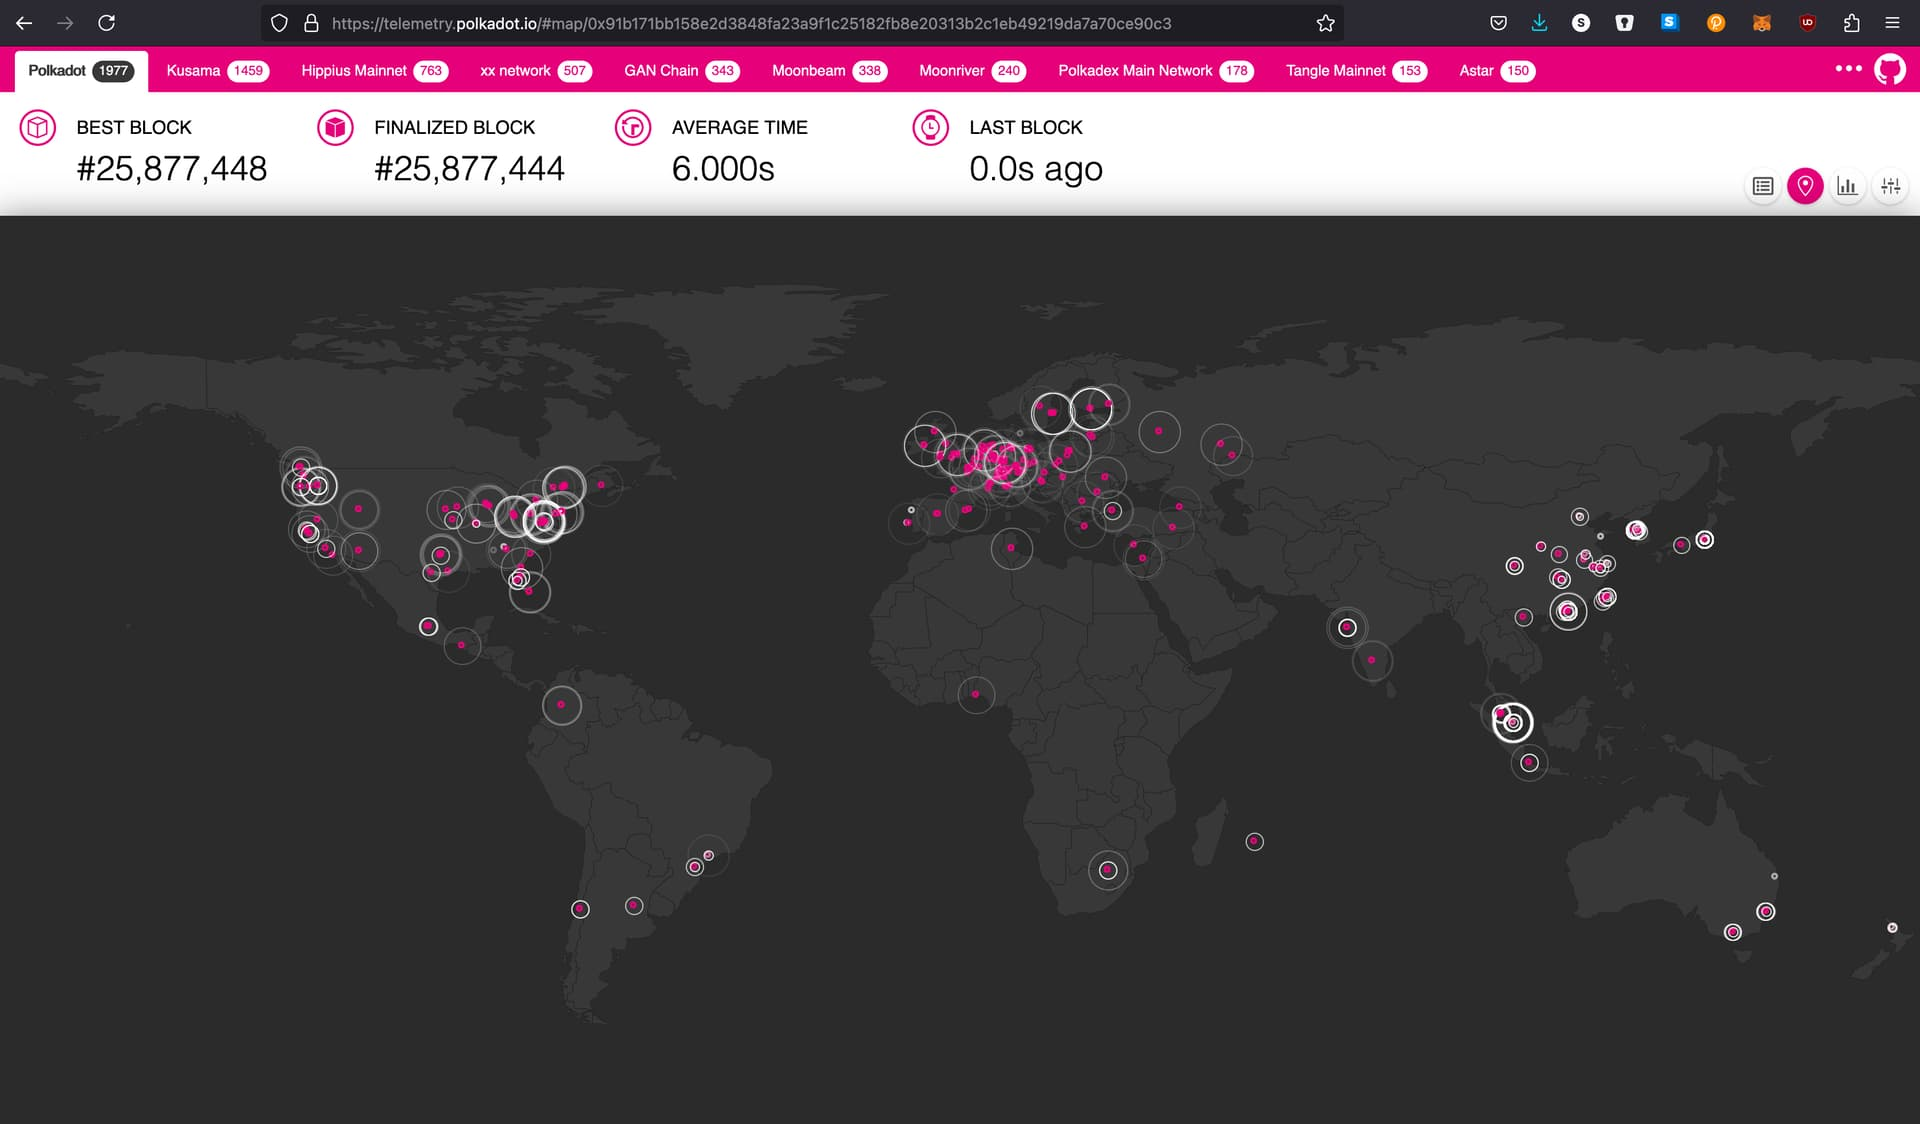 https://telemetry.polkadot.io/#map/0x91b171bb158e2d3848fa23a9f1c25182fb8e20313b2c1eb49219da7a70ce90c3
Polkadot 1977 Kusama 1459 Hippius Mainnet 763 xx network 507 GAN Chain 343 Moonbeam 338 Moonriver 240 Polkadex Main Network 178 Tangle Mainnet 153 Astar 150
BEST BLOCK
#25,877,448
FINALIZED BLOCK
#25,877,444
AVERAGE TIME
6.000s
LAST BLOCK
0.0s ago